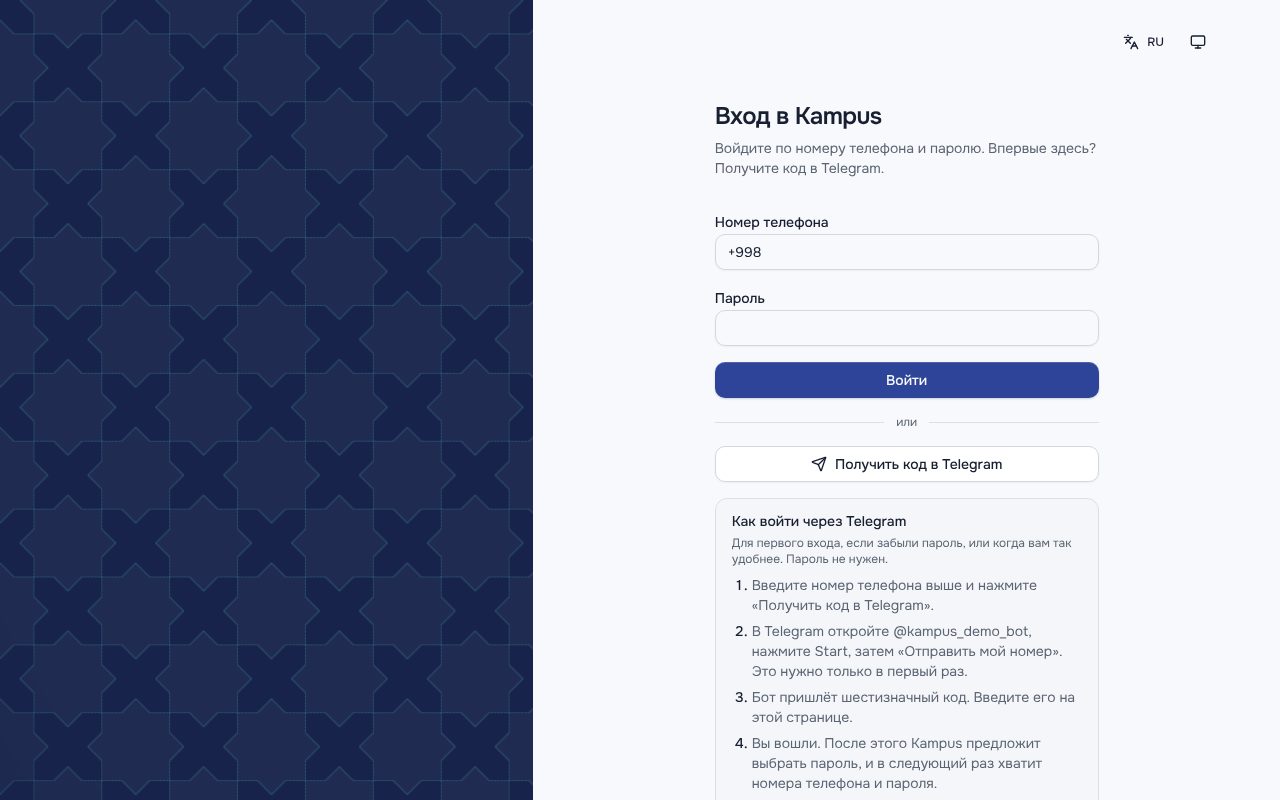 RU
Вход в Kampus
Войдите по номеру телефона и паролю. Впервые здесь?
Получите код в Telegram.
Номер телефона
+998
Пароль
Войти
или
Получить код в Telegram
Как войти через Telegram
Для первого входа, если забыли пароль, или когда вам так
удобнее. Пароль не нужен.
1. Введите номер телефона выше и нажмите
«Получить код в Telegram».
2. В Telegram откройте @kampus_demo_bot,
нажмите Start, затем «Отправить мой номер».
Это нужно только в первый раз.
3. Бот пришлёт шестизначный код. Введите его на
этой странице.
4. Вы вошли. После этого Kampus предложит
выбрать пароль, и в следующий раз хватит
номера телефона и пароля.